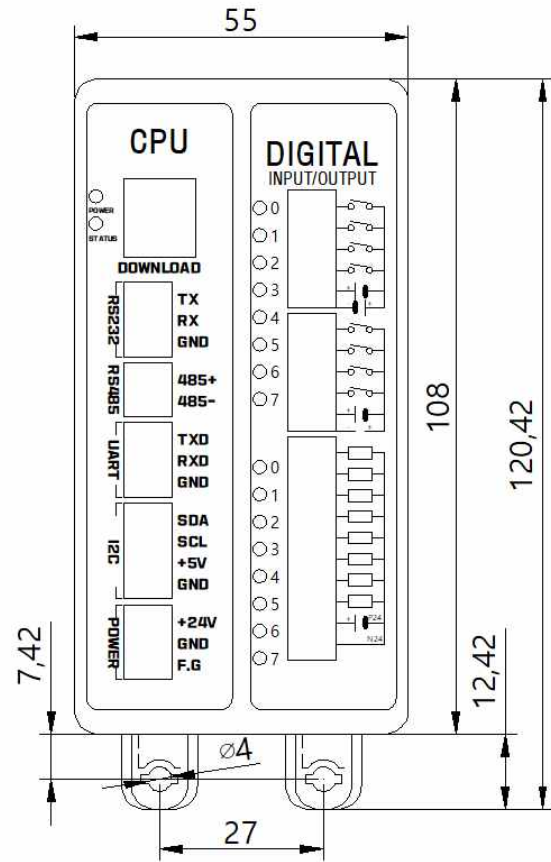 55
CPU
POWER
STATUS
DOWNLOAD
RS232
TX
RX
GND
RS485
485+
485-
UART
TXD
RXD
GND
I2C
SDA
SCL
+5V
GND
POWER
+24V
GND
F.G
DIGITAL
INPUT/OUTPUT
0
1
2
3
4
5
6
7
0
1
2
3
4
5
6
7
P24
N24
108
120,42
7,42
12,42
⌀4
27